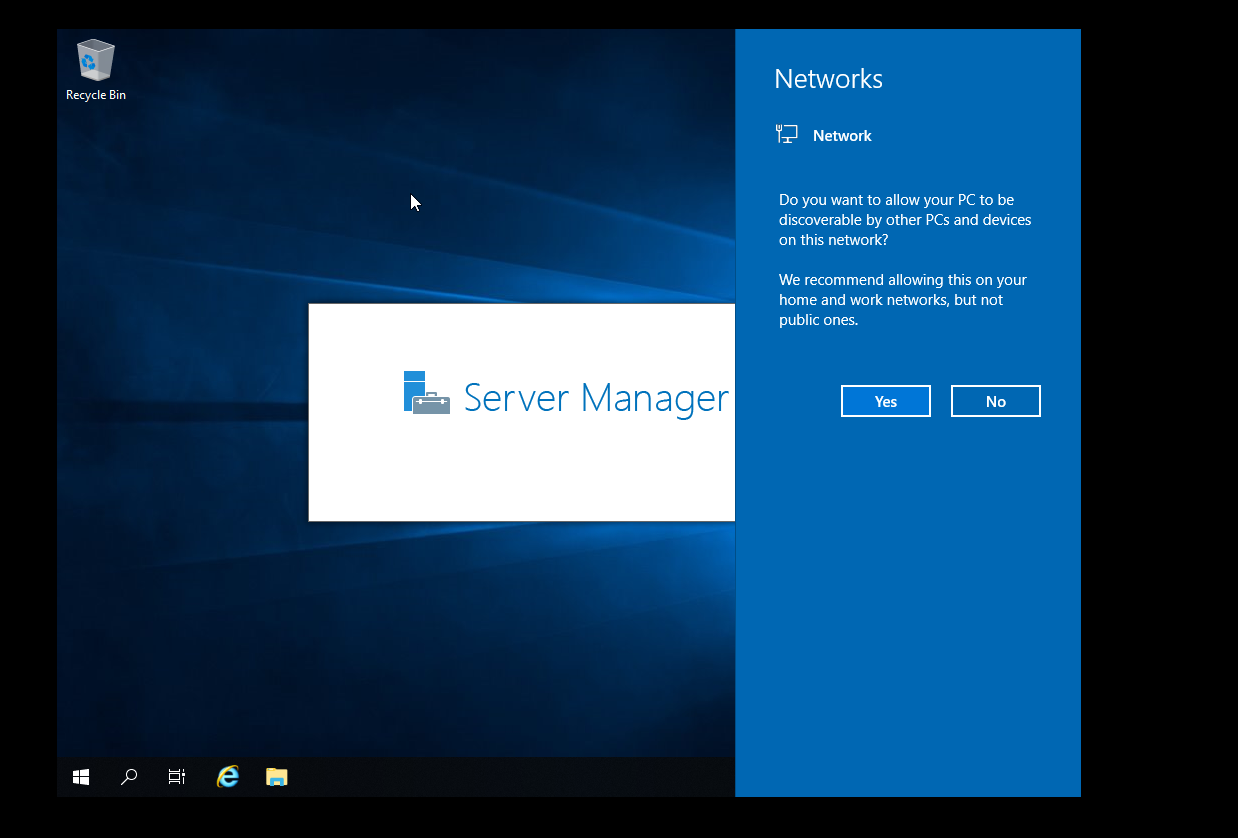 Recycle Bin
Networks
Network
Do you want to allow your PC to be
discoverable by other PCs and devices
on this network?
We recommend allowing this on your
home and work networks, but not
public ones.
Yes
No
Server Manager